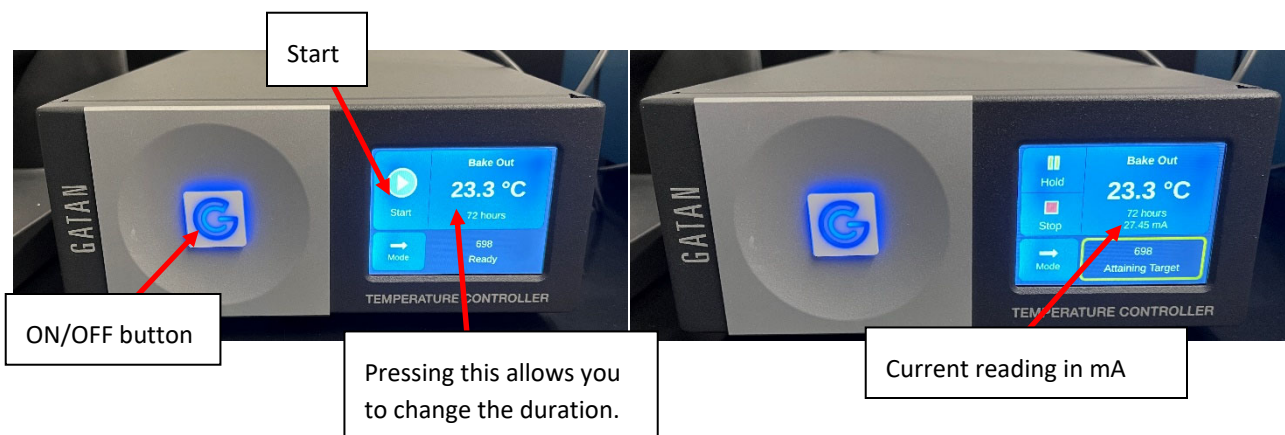 Start
GATAN
Bake Out
23.3 °C
72 hours
Start
Mode
698
Ready
TEMPERATURE CONTROLLER
ON/OFF button
Pressing this allows you
to change the duration.
GATAN
Hold
Stop
Bake Out
23.3 °C
72 hours
27.45 mA
Mode
698
Attaining Target
TEMPERATURE CONTROLLER
Current reading in mA